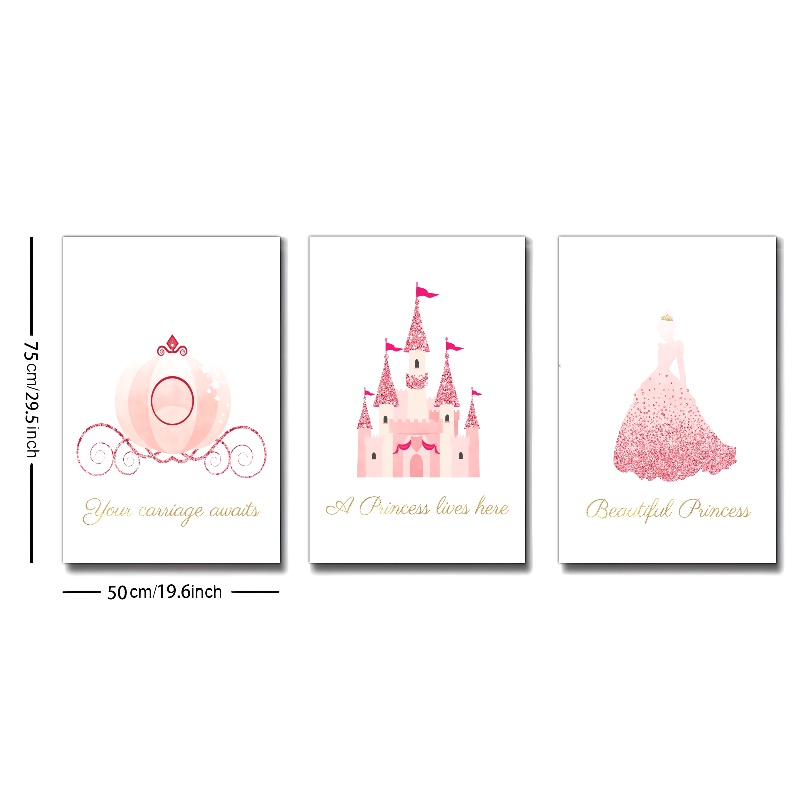 75cm/29.5inch
Your carriage awaits
A Princess lives here
Beautiful Princess
50cm/19.6inch